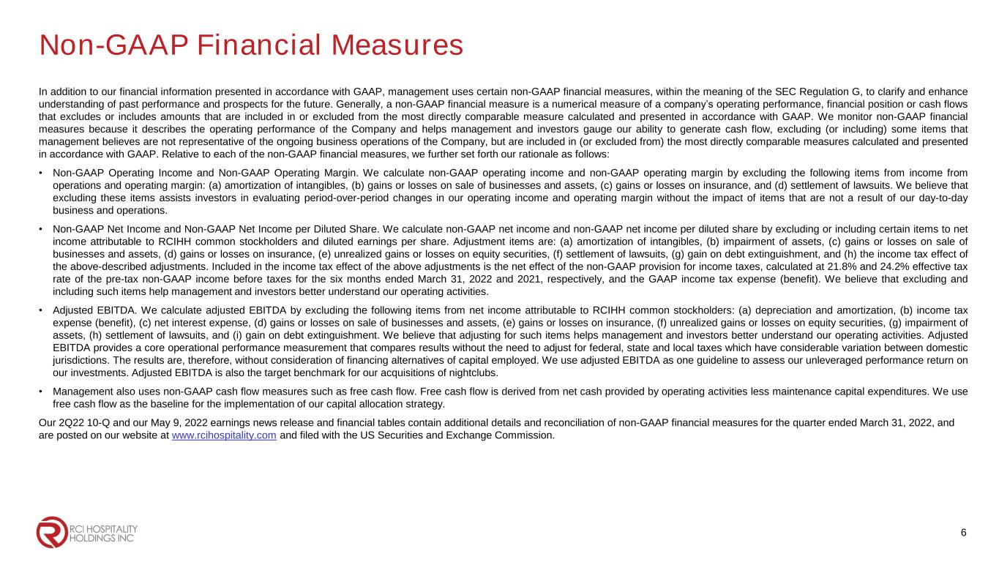 Non-GAAP Financial Measures
In addition to our financial information presented in accordance with GAAP, management uses certain non-GAAP financial measures, within the meaning of the SEC Regulation G, to clarify and enhance
understanding of past performance and prospects for the future. Generally, a non-GAAP financial measure is a numerical measure of a company's operating performance, financial position or cash flows
that excludes or includes amounts that are included in or excluded from the most directly comparable measure calculated and presented in accordance with GAAP. We monitor non-GAAP financial
measures because it describes the operating performance of the Company and helps management and investors gauge our ability to generate cash flow, excluding (or including) some items that
management believes are not representative of the ongoing business operations of the Company, but are included in (or excluded from) the most directly comparable measures calculated and presented
in accordance with GAAP. Relative to each of the non-GAAP financial measures, we further set forth our rationale as follows:
• Non-GAAP Operating Income and Non-GAAP Operating Margin. We calculate non-GAAP operating income and non-GAAP operating margin by excluding the following items from income from
operations and operating margin: (a) amortization of intangibles, (b) gains or losses on sale of businesses and assets, (c) gains or losses on insurance, and (d) settlement of lawsuits. We believe that
excluding these items assists investors in evaluating period-over-period changes in our operating income and operating margin without the impact of items that are not a result of our day-to-day
business and operations.
• Non-GAAP Net Income and Non-GAAP Net Income per Diluted Share. We calculate non-GAAP net income and non-GAAP net income per diluted share by excluding or including certain items to net
income attributable to RCIHH common stockholders and diluted earnings per share. Adjustment items are: (a) amortization of intangibles, (b) impairment of assets, (c) gains or losses on sale of
businesses and assets, (d) gains or losses on insurance, (e) unrealized gains or losses on equity securities, (f) settlement of lawsuits, (g) gain on debt extinguishment, and (h) the income tax effect of
the above-described adjustments. Included in the income tax effect of the above adjustments is the net effect of the non-GAAP provision for income taxes, calculated at 21.8% and 24.2% effective tax
rate of the pre-tax non-GAAP income before taxes for the six months ended March 31, 2022 and 2021, respectively, and the GAAP income tax expense (benefit). We believe that excluding and
including such items help management and investors better understand our operating activities.
• Adjusted EBITDA. We calculate adjusted EBITDA by excluding the following items from net income attributable to RCIHH common stockholders: (a) depreciation and amortization, (b) income tax
expense (benefit), (c) net interest expense, (d) gains or losses on sale of businesses and assets, (e) gains or losses on insurance, (f) unrealized gains or losses on equity securities, (g) impairment of
assets, (h) settlement of lawsuits, and (i) gain on debt extinguishment. We believe that adjusting for such items helps management and investors better understand our operating activities. Adjusted
EBITDA provides a core operational performance measurement that compares results without the need to adjust for federal, state and local taxes which have considerable variation between domestic
jurisdictions. The results are, therefore, without consideration of financing alternatives of capital employed. We use adjusted EBITDA as one guideline to assess our unleveraged performance return on
our investments. Adjusted EBITDA is also the target benchmark for our acquisitions of nightclubs.
• Management also uses non-GAAP cash flow measures such as free cash flow. Free cash flow is derived from net cash provided by operating activities less maintenance capital expenditures. We use
free cash flow as the baseline for the implementation of our capital allocation strategy.
Our 2Q22 10-Q and our May 9, 2022 earnings news release and financial tables contain additional details and reconciliation of non-GAAP financial measures for the quarter ended March 31, 2022, and
are posted on our website at www.rcihospitality.com and filed with the US Securities and Exchange Commission.
RCI HOSPITALITY
HOLDINGS INC
6